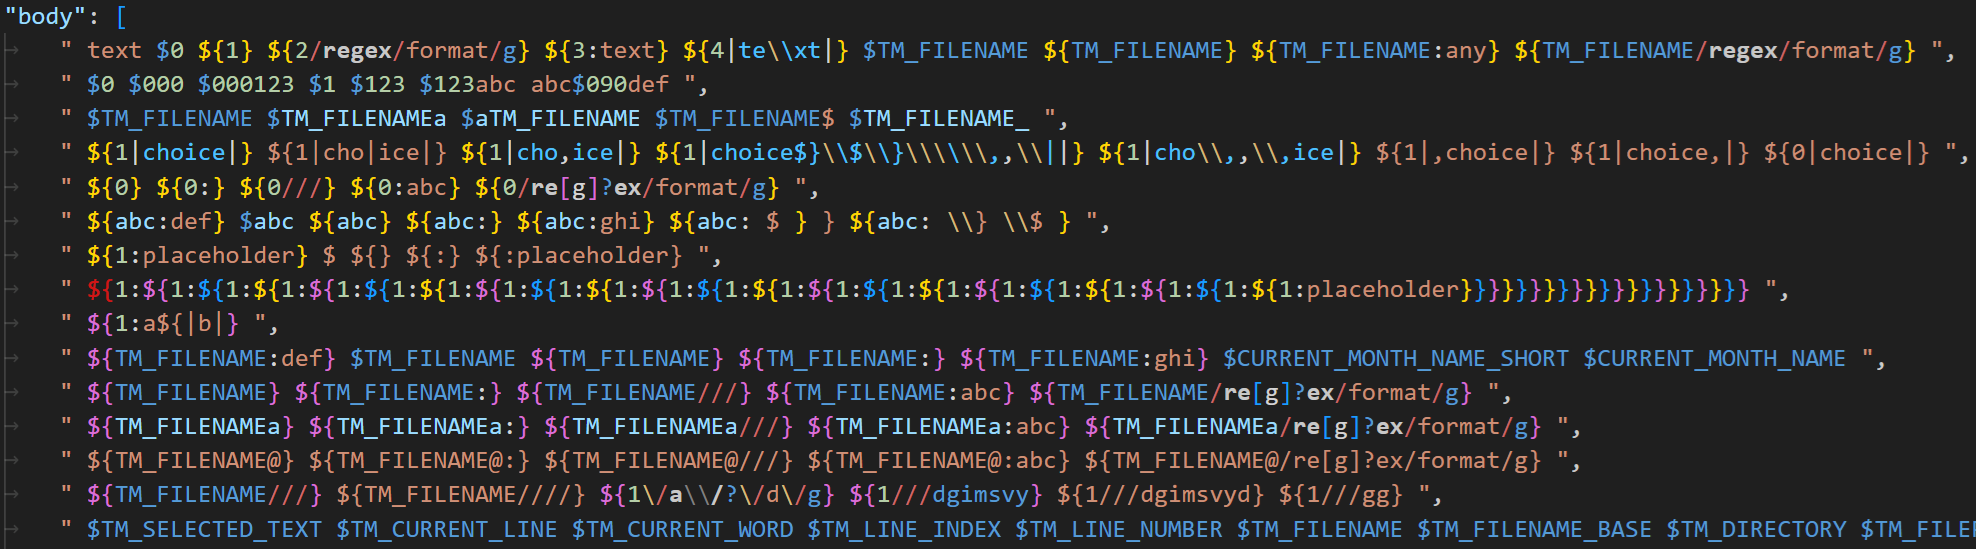 "body": [
" text $0 ${1} ${2/regex/format/g} ${3:text} ${4|te\\xt|} $TM_FILENAME ${TM_FILENAME} ${TM_FILENAME:any} ${TM_FILENAME/regex/format/g} ",
" $0 $000 $000123 $1 $123 $123abc abc$090def ",
" $TM_FILENAME $TM_FILENAMEa $aTM_FILENAME $TM_FILENAME$ $TM_FILENAME_ ",
" ${1|choice|} ${1|cho|ice|} ${1|cho,ice|} ${1|choice$}\\$\\}\\\\\\,,\\||} ${1|cho\\,,\\,ice|} ${1|,choice|} ${1|choice,|} ${0|choice|} ",
" ${0} ${0:} ${0///} ${0:abc} ${0/re[g]?ex/format/g} ",
" ${abc:def} $abc ${abc} ${abc:} ${abc:ghi} ${abc: $ } } ${abc: \\} \\$ } ",
" ${1:placeholder} $ ${} ${:} ${:placeholder} ",
" ${1:${1:${1:${1:${1:${1:${1:${1:${1:${1:${1:${1:${1:${1:${1:${1:${1:${1:${1:${1:${1:${1:placeholder}}}}}}}}}}}}}}}}}}}}} ",
" ${1:a${|b|} ",
" ${TM_FILENAME:def} $TM_FILENAME ${TM_FILENAME} ${TM_FILENAME:} ${TM_FILENAME:ghi} $CURRENT_MONTH_NAME_SHORT $CURRENT_MONTH_NAME ",
" ${TM_FILENAME} ${TM_FILENAME:} ${TM_FILENAME///} ${TM_FILENAME:abc} ${TM_FILENAME/re[g]?ex/format/g} ",
" ${TM_FILENAMEa} ${TM_FILENAMEa:} ${TM_FILENAMEa///} ${TM_FILENAMEa:abc} ${TM_FILENAMEa/re[g]?ex/format/g} ",
" ${TM_FILENAME@} ${TM_FILENAME@:} ${TM_FILENAME@///} ${TM_FILENAME@:abc} ${TM_FILENAME@/re[g]?ex/format/g} ",
" ${TM_FILENAME///} ${TM_FILENAME////} ${1\/a\\/?\/d\/g} ${1///dgimsvy} ${1///dgimsvyd} ${1///gg} ",
" $TM_SELECTED_TEXT $TM_CURRENT_LINE $TM_CURRENT_WORD $TM_LINE_INDEX $TM_LINE_NUMBER $TM_FILENAME $TM_FILENAME_BASE $TM_DIRECTORY $TM_FILE